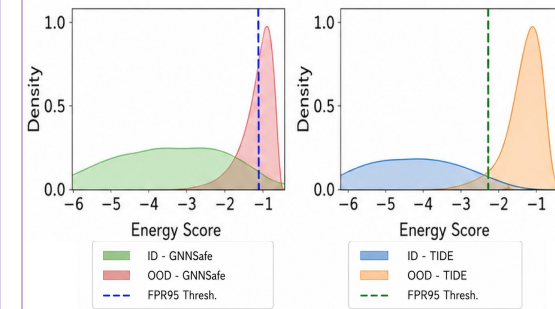 1.0
0.5
0.0
Density
−6 −5 −4 −3 −2 −1
Energy Score
ID - GNNSafe
OOD - GNNSafe
FPR95 Thresh.
1.0
0.5
0.0
Density
−6 −5 −4 −3 −2 −1
Energy Score
ID - TIDE
OOD - TIDE
FPR95 Thresh.